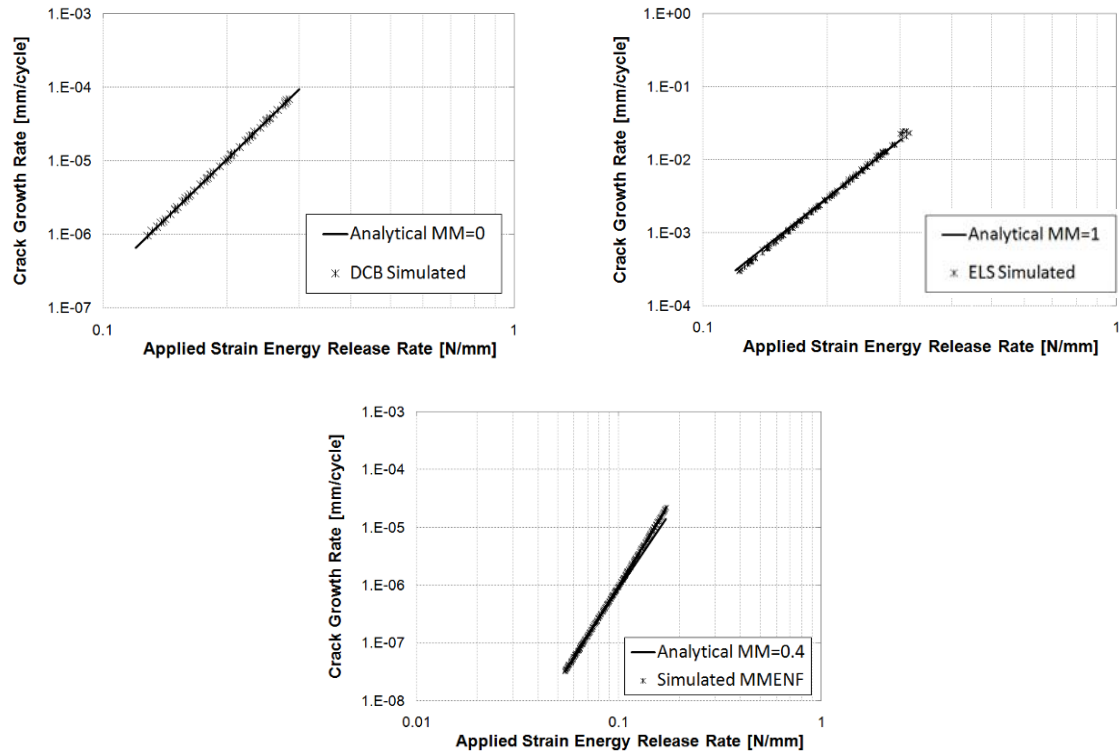 Crack Growth Rate [mm/cycle]
1.E-03
1.E-04
1.E-05
1.E-06
1.E-07
0.1
1
Analytical MM=0
DCB Simulated
Applied Strain Energy Release Rate [N/mm]
Crack Growth Rate [mm/cycle]
1.E+00
1.E-01
1.E-02
1.E-03
1.E-04
0.1
1
Analytical MM=1
ELS Simulated
Applied Strain Energy Release Rate [N/mm]
Crack Growth Rate [mm/cycle]
1.E-03
1.E-04
1.E-05
1.E-06
1.E-07
1.E-08
0.01
0.1
1
Analytical MM=0.4
Simulated MMENF
Applied Strain Energy Release Rate [N/mm]